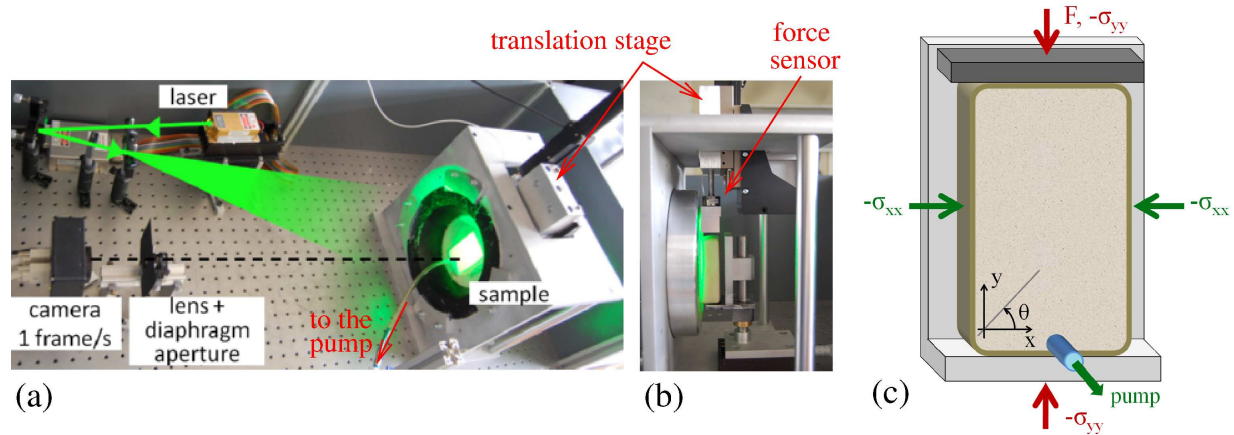 laser
camera
1 frame/s
lens +
diaphragm
aperture
to the
pump
sample
translation stage
force
sensor
F, -σyy
-σxx
-σxx
y
θ
x
pump
-σyy
(a)
(b)
(c)